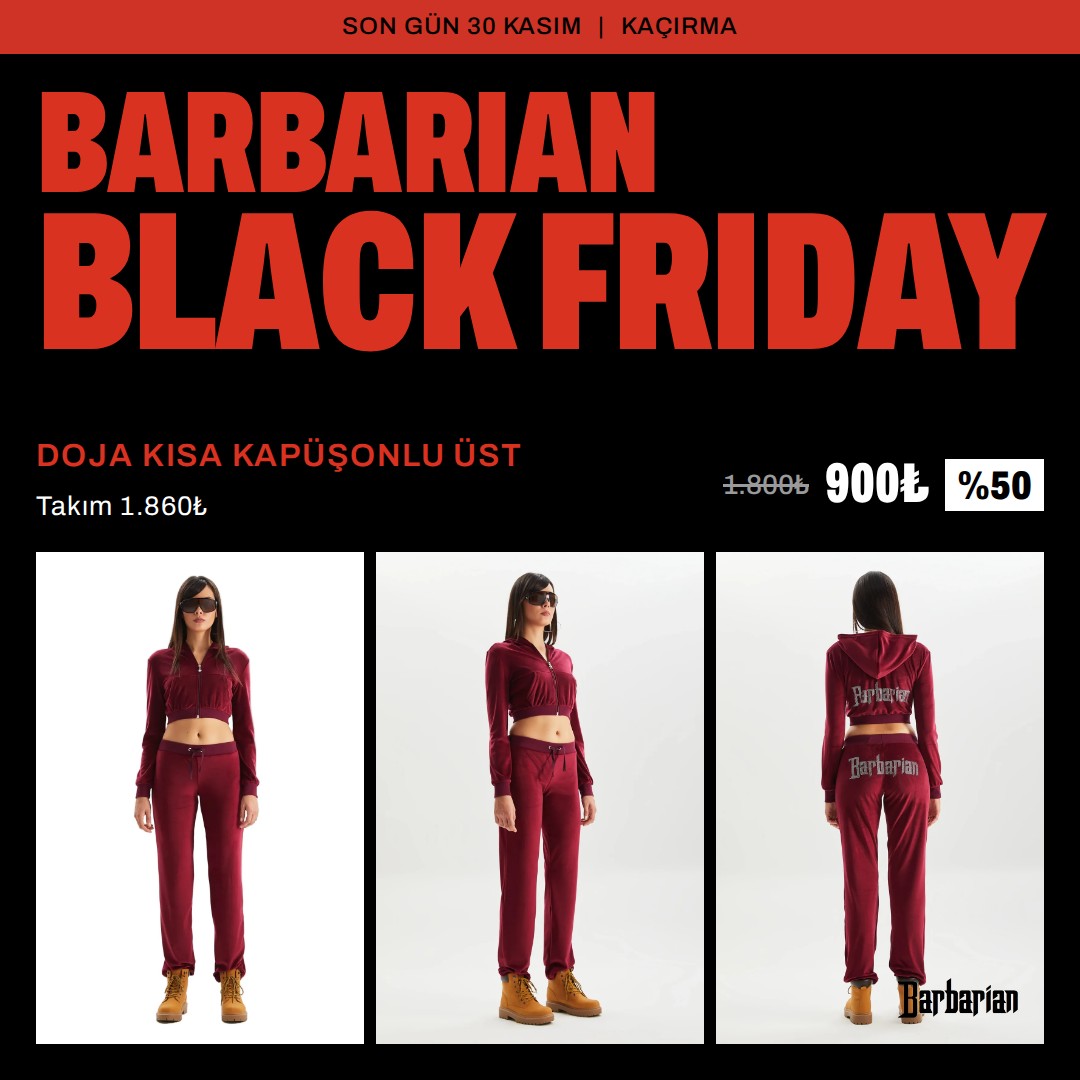 SON GÜN 30 KASIM | KAÇIRMA
BARBARIAN
BLACK FRIDAY
DOJA KISA KAPÜŞONLU ÜST
Takım 1.860₺
1.800₺ 900₺ %50
Barbarian
Barbarian
Barbarian